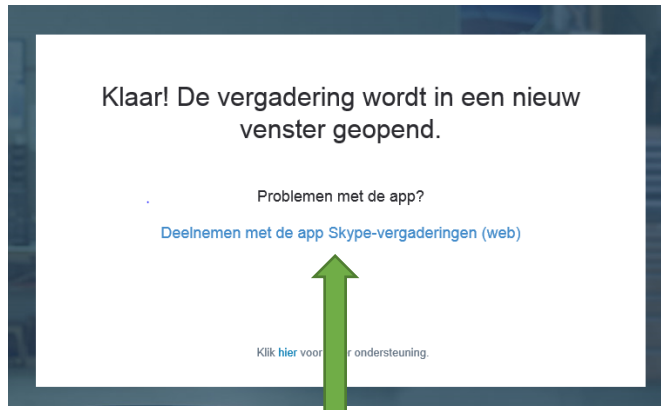 Klaar! De vergadering wordt in een nieuw
venster geopend.
Problemen met de app?
Deelnemen met de app Skype-vergaderingen (web)
Klik hier voor ondersteuning.